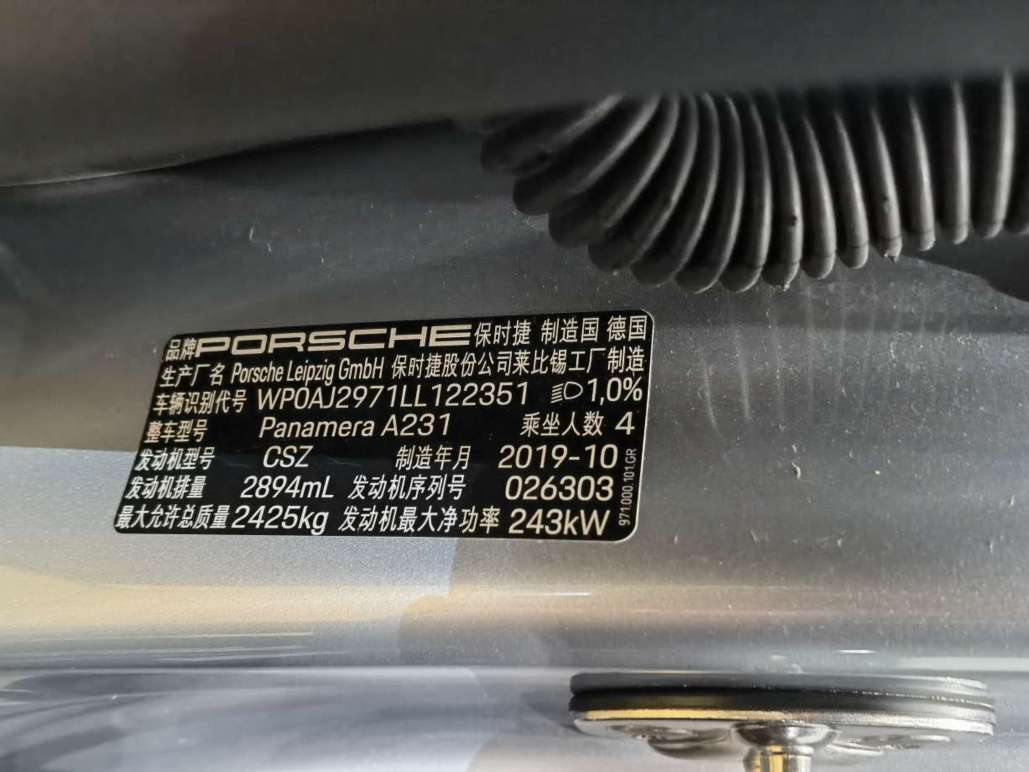 品牌 PORSCHE 保时捷 制造国 德国
生产厂名 Porsche Leipzig GmbH 保时捷股份公司莱比锡工厂制造
车辆识别代号 WP0AJ2971LL122351 1,0%
整车型号 Panamera A231 乘坐人数 4
发动机型号 CSZ 制造年月 2019-10
发动机排量 2894mL 发动机序列号 026303
最大允许总质量 2425kg 发动机最大净功率 243kW
971.000.101.GR